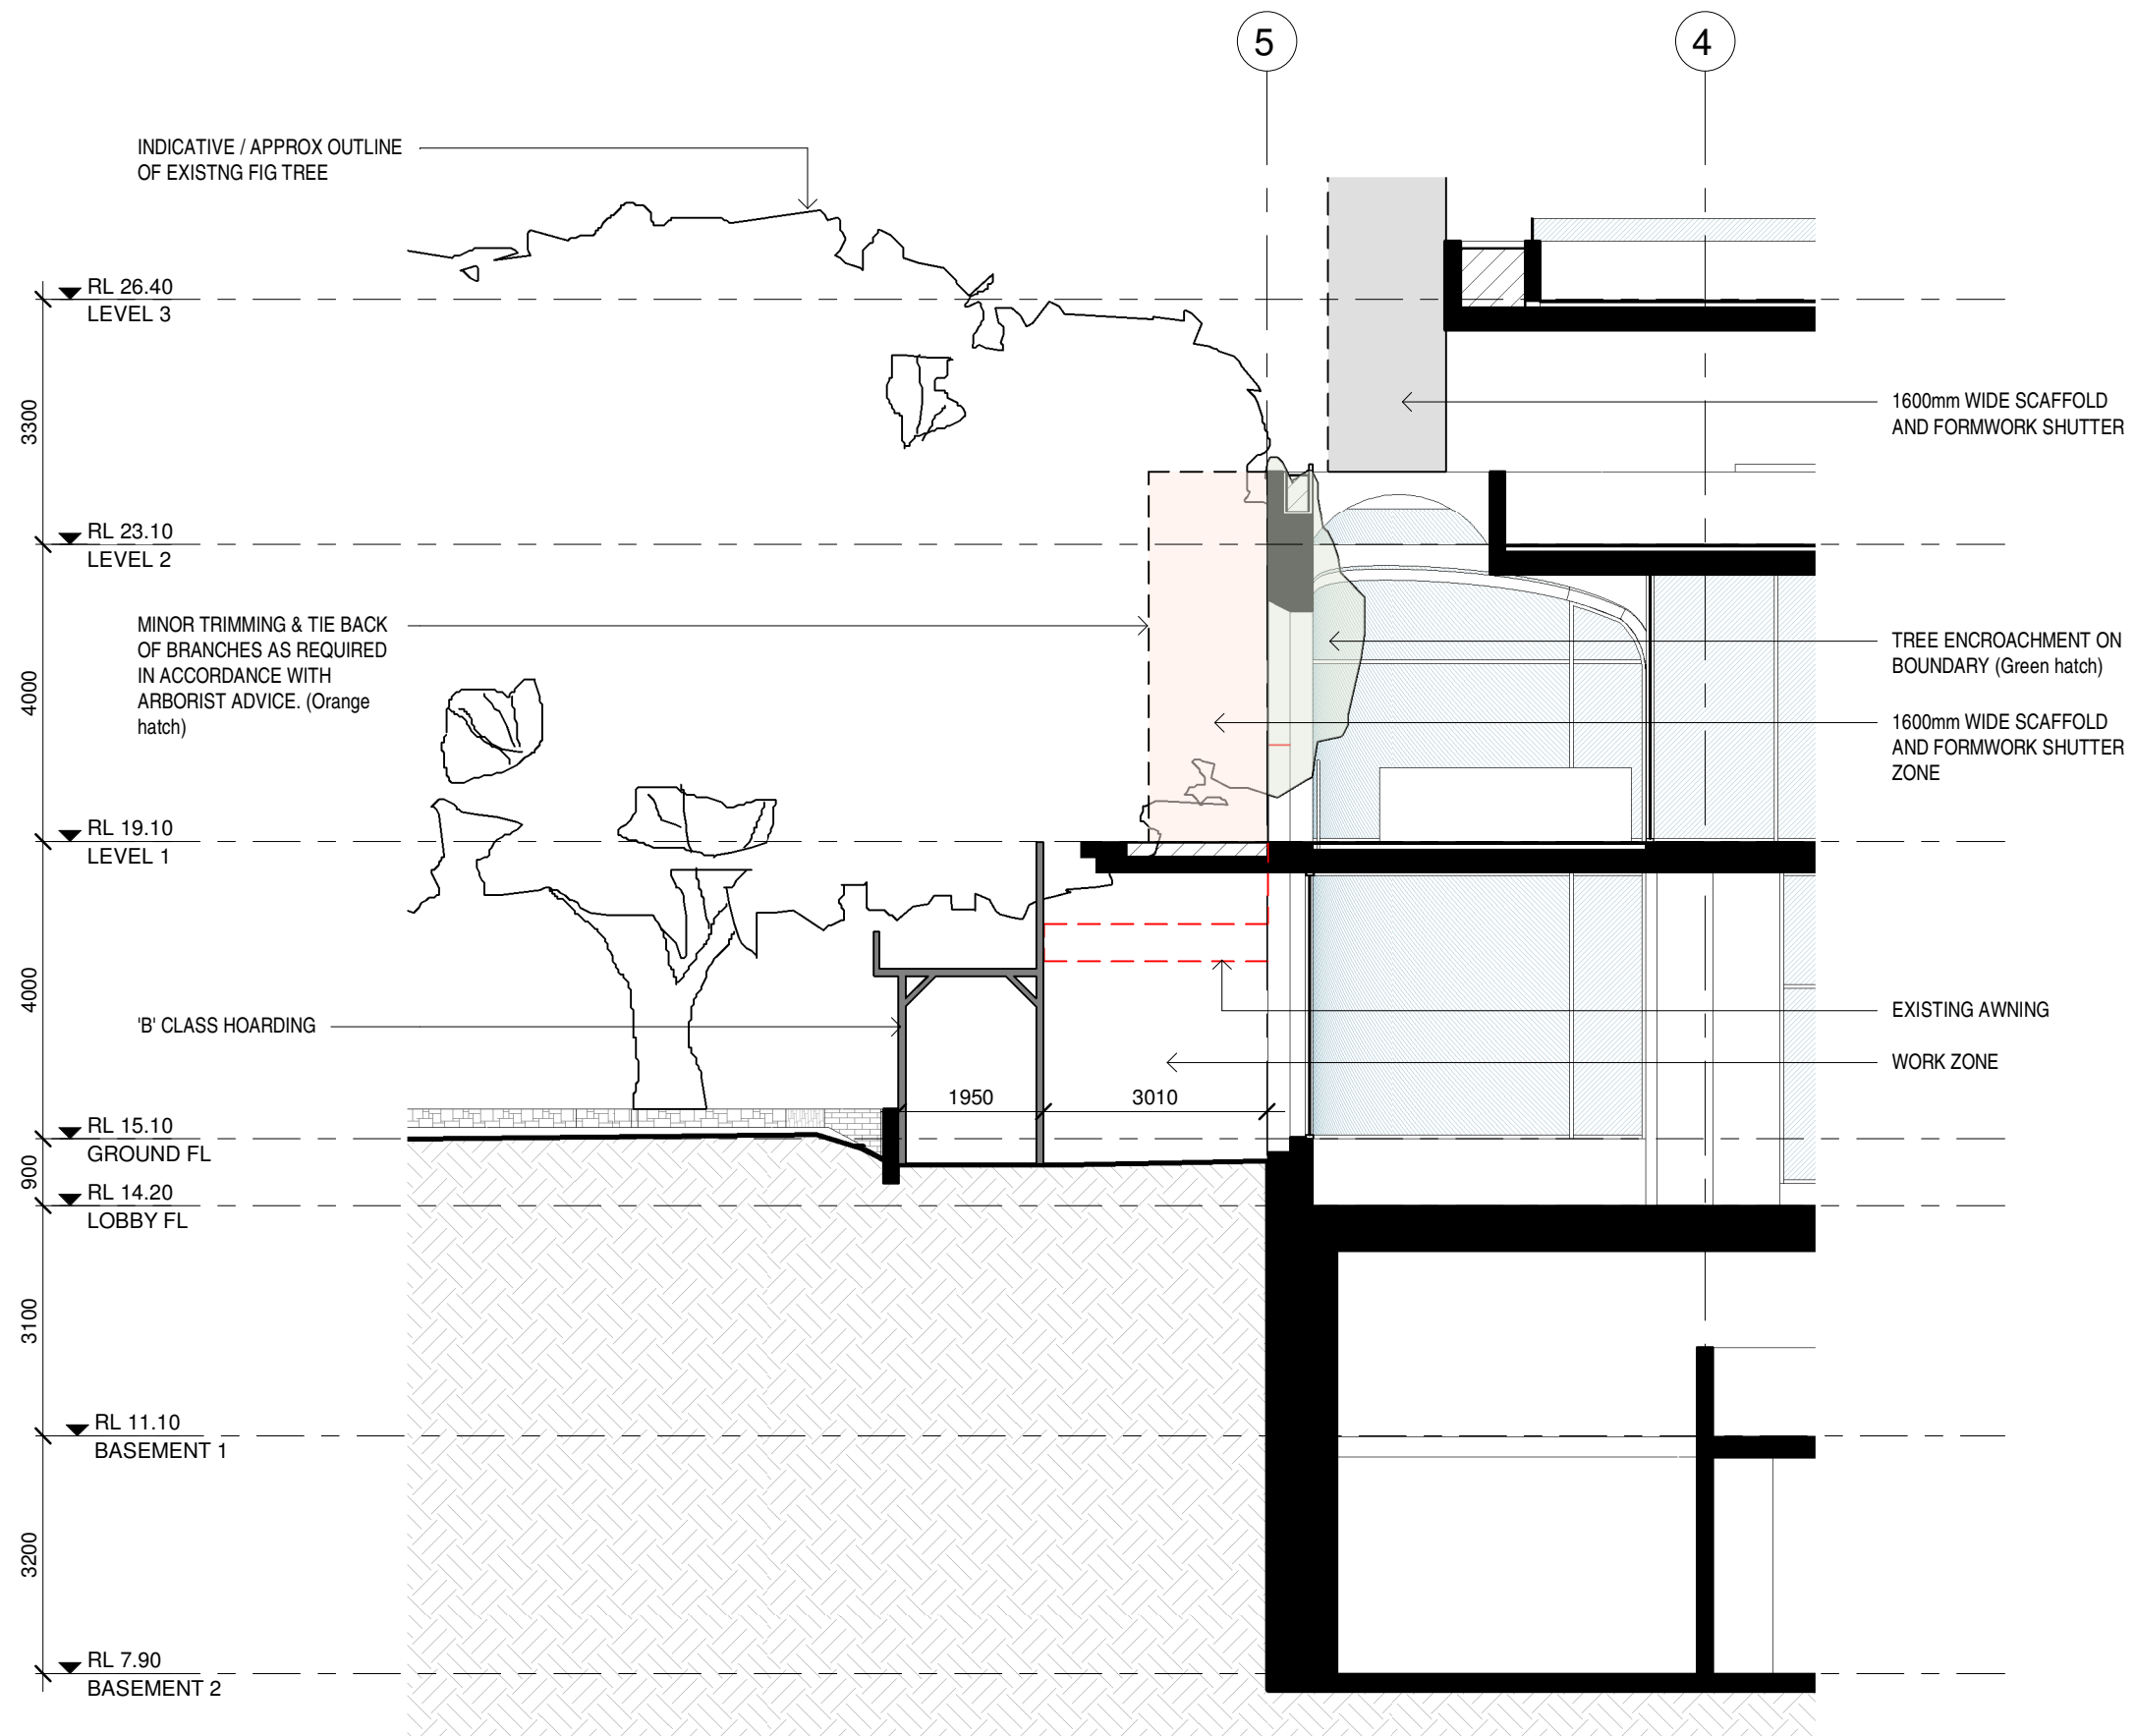 5
4
INDICATIVE / APPROX OUTLINE
OF EXISTNG FIG TREE
RL 26.40
LEVEL 3
3300
1600mm WIDE SCAFFOLD
AND FORMWORK SHUTTER
RL 23.10
LEVEL 2
MINOR TRIMMING & TIE BACK
OF BRANCHES AS REQUIRED
IN ACCORDANCE WITH
ARBORIST ADVICE. (Orange
hatch)
4000
TREE ENCROACHMENT ON
BOUNDARY (Green hatch)
1600mm WIDE SCAFFOLD
AND FORMWORK SHUTTER
ZONE
RL 19.10
LEVEL 1
4000
'B' CLASS HOARDING
EXISTING AWNING
WORK ZONE
1950
3010
RL 15.10
GROUND FL
900
RL 14.20
LOBBY FL
3100
RL 11.10
BASEMENT 1
3200
RL 7.90
BASEMENT 2